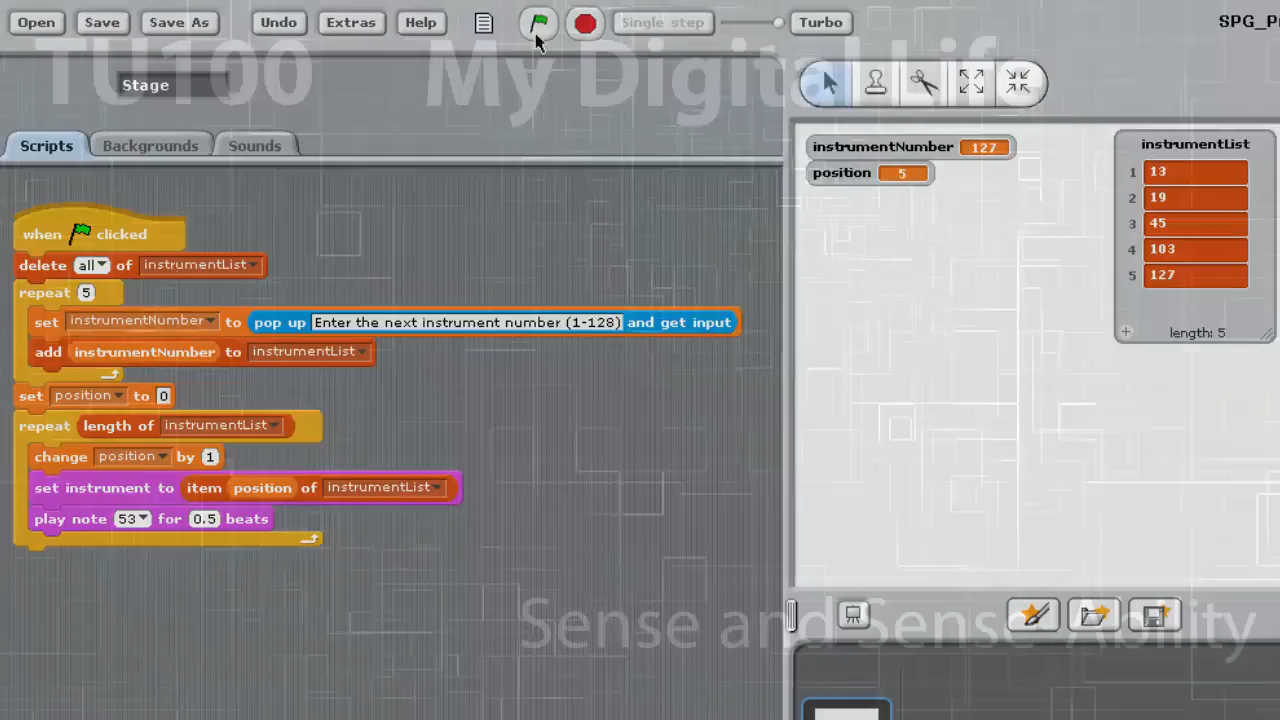 Open Save Save As Undo Extras Help Single step Turbo
TU100 My Digital Life
Stage
Scripts Backgrounds Sounds
when clicked
delete all of instrumentList
repeat 5
set instrumentNumber to pop up Enter the next instrument number (1-128) and get input
add instrumentNumber to instrumentList
set position to 0
repeat length of instrumentList
change position by 1
set instrument to item position of instrumentList
play note 53 for 0.5 beats
instrumentNumber 127
position 5
instrumentList
1 13
2 19
3 45
4 103
5 127
+ length: 5
Sense and Sense-Ability